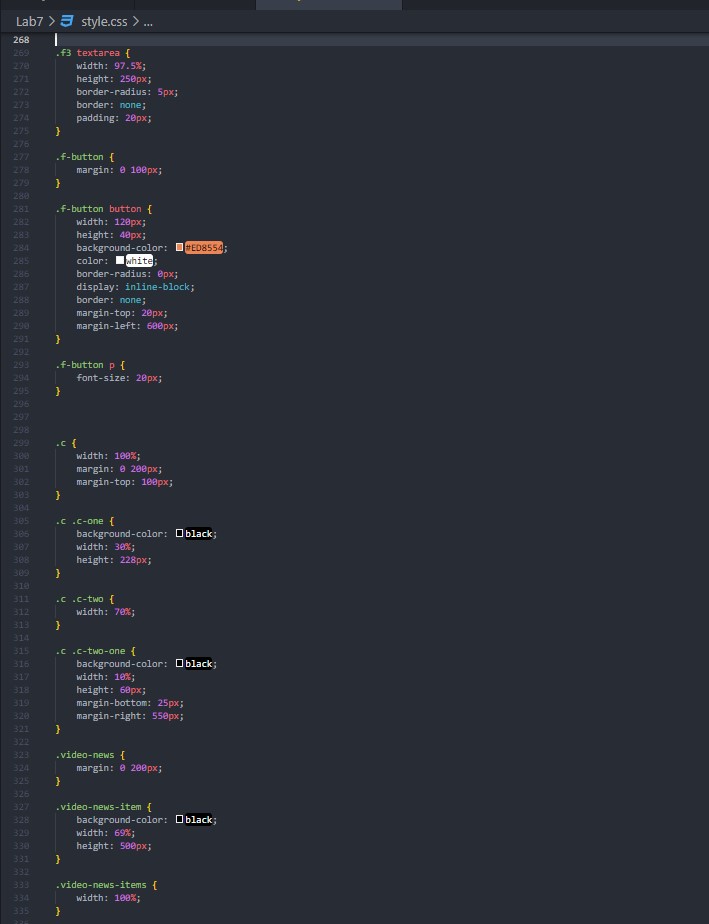 Lab7 > style.css > ...
268
269 .f3 textarea {
270 width: 97.5%;
271 height: 250px;
272 border-radius: 5px;
273 border: none;
274 padding: 20px;
275 }
276
277 .f-button {
278 margin: 0 100px;
279 }
280
281 .f-button button {
282 width: 120px;
283 height: 40px;
284 background-color: #ED8554;
285 color: white;
286 border-radius: 0px;
287 display: inline-block;
288 border: none;
289 margin-top: 20px;
290 margin-left: 600px;
291 }
292
293 .f-button p {
294 font-size: 20px;
295 }
296
297
298
299 .c {
300 width: 100%;
301 margin: 0 200px;
302 margin-top: 100px;
303 }
304
305 .c .c-one {
306 background-color: black;
307 width: 30%;
308 height: 228px;
309 }
310
311 .c .c-two {
312 width: 70%;
313 }
314
315 .c .c-two-one {
316 background-color: black;
317 width: 10%;
318 height: 60px;
319 margin-bottom: 25px;
320 margin-right: 550px;
321 }
322
323 .video-news {
324 margin: 0 200px;
325 }
326
327 .video-news-item {
328 background-color: black;
329 width: 69%;
330 height: 500px;
331 }
332
333 .video-news-items {
334 width: 100%;
335 }